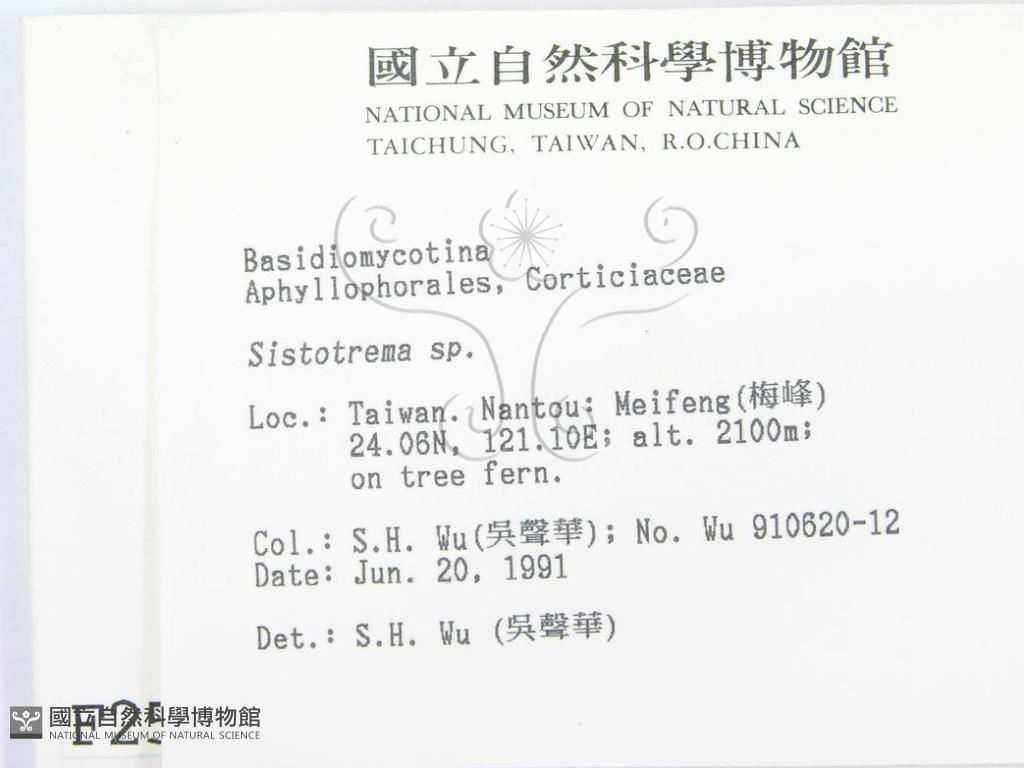 國立自然科學博物館
NATIONAL MUSEUM OF NATURAL SCIENCE
TAICHUNG, TAIWAN, R.O.CHINA
Basidiomycotina
Aphyllophorales, Corticiaceae
Sistotrema sp.
Loc.: Taiwan. Nantou: Meifeng(梅峰)
24.06N, 121.10E; alt. 2100m;
on tree fern.
Col.: S.H. Wu(吳聲華); No. Wu 910620-12
Date: Jun. 20, 1991
Det.: S.H. Wu (吳聲華)
國立自然科學博物館
NATIONAL MUSEUM OF NATURAL SCIENCE